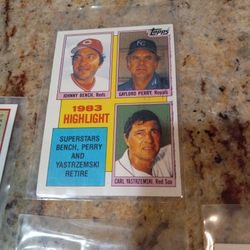 Topps
JOHNNY BENCH, Reds
GAYLORD PERRY, Royals
1983
HIGHLIGHT
SUPERSTARS
BENCH, PERRY
AND
YASTRZEMSKI
RETIRE
CARL YASTRZEMSKI, Red Sox